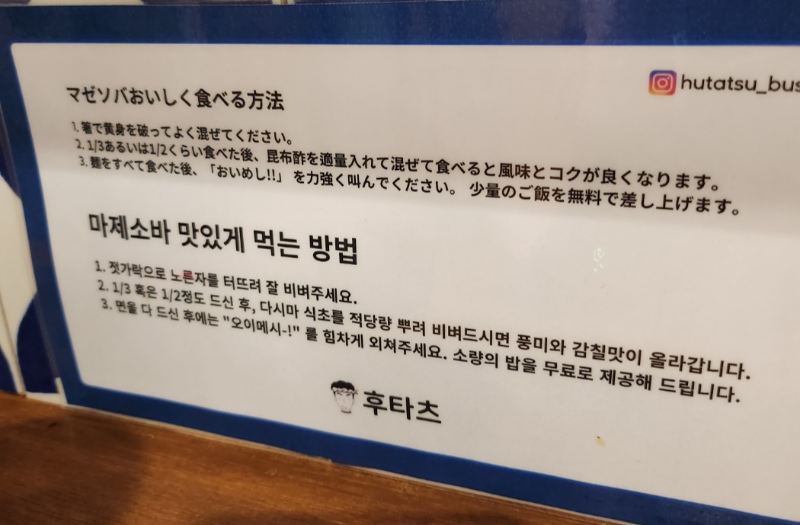 hutatsu_bus
マゼソバおいしく食べる方法
1. 箸で黄身を破ってよく混ぜてください。
2. 1/3あるいは1/2くらい食べた後、昆布酢を適量入れて混ぜて食べると風味とコクが良くなります。
3. 麺をすべて食べた後、「おいめし!!」 を力強く叫んでください。 少量のご飯を無料で差し上げます。
마제소바 맛있게 먹는 방법
1. 젓가락으로 노른자를 터뜨려 잘 비벼주세요.
2. 1/3 혹은 1/2정도 드신 후, 다시마 식초를 적당량 뿌려 비벼드시면 풍미와 감칠맛이 올라갑니다.
3. 면을 다 드신 후에는 "오이메시-!" 를 힘차게 외쳐주세요. 소량의 밥을 무료로 제공해 드립니다.
후타츠